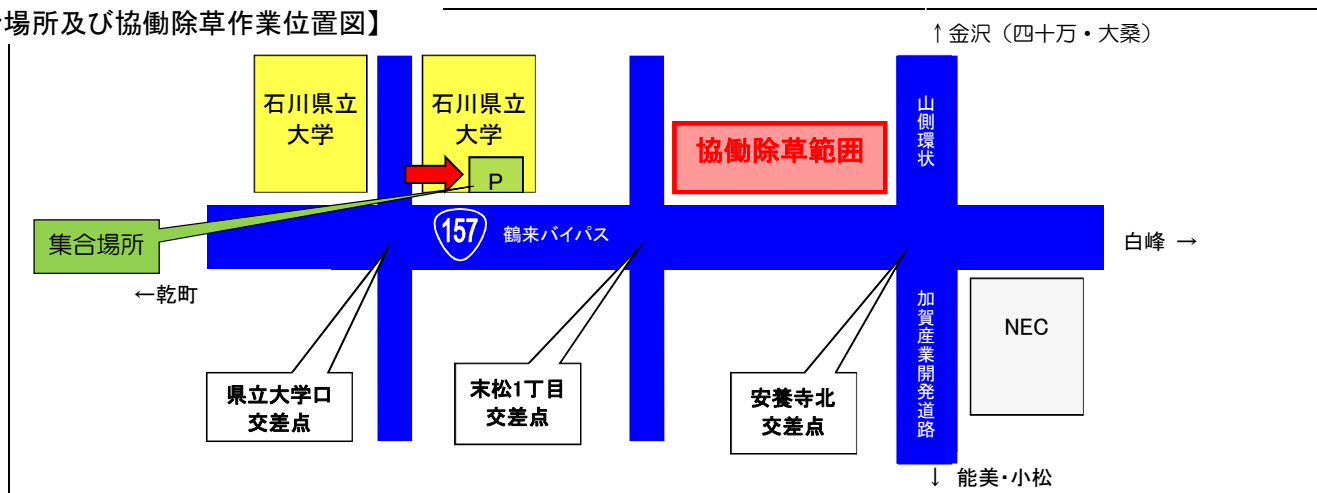 場所及び協働除草作業位置図】
↑金沢（四十万・大桑）
石川県立
大学
石川県立
大学
P
協働除草範囲
山側環状
集合場所
157
鶴来バイパス
白峰 →
←乾町
加賀産業開発道路
NEC
県立大学口
交差点
末松1丁目
交差点
安養寺北
交差点
↓ 能美・小松